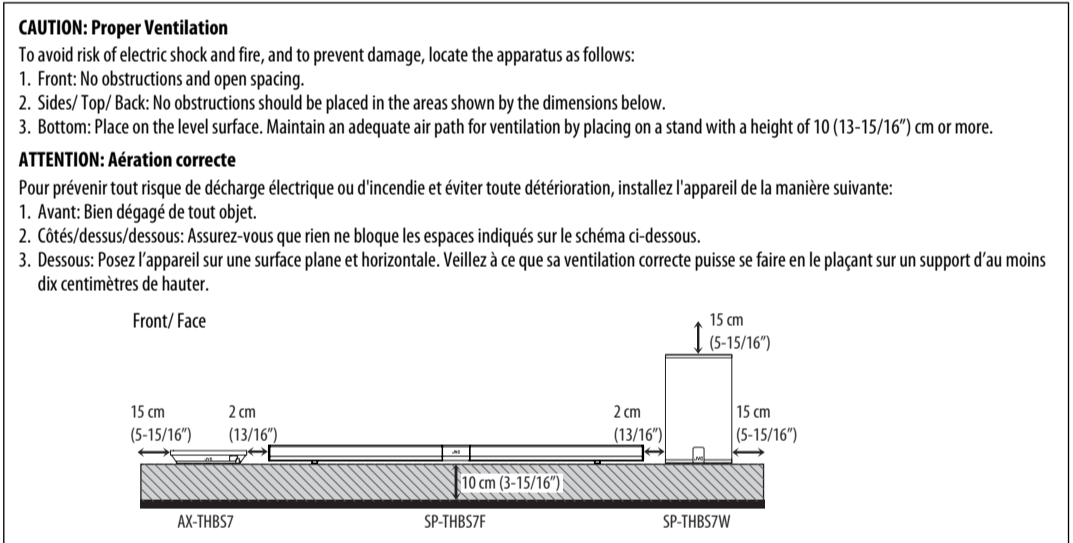 CAUTION: Proper Ventilation
To avoid risk of electric shock and fire, and to prevent damage, locate the apparatus as follows:
1. Front: No obstructions and open spacing.
2. Sides/ Top/ Back: No obstructions should be placed in the areas shown by the dimensions below.
3. Bottom: Place on the level surface. Maintain an adequate air path for ventilation by placing on a stand with a height of 10 (13-15/16″) cm or more.
ATTENTION: Aération correcte
Pour prévenir tout risque de décharge électrique ou d'incendie et éviter toute détérioration, installez l'appareil de la manière suivante:
1. Avant: Bien dégagé de tout objet.
2. Côtés/dessus/dessous: Assurez-vous que rien ne bloque les espaces indiqués sur le schéma ci-dessous.
3. Dessous: Posez l’appareil sur une surface plane et horizontale. Veillez à ce que sa ventilation correcte puisse se faire en le plaçant sur un support d’au moins
dix centimètres de hauter.
Front/ Face
15 cm
(5-15/16″)
15 cm
(5-15/16″)
2 cm
(13/16″)
2 cm
(13/16″)
15 cm
(5-15/16″)
JVC
JVC
JVC
10 cm (3-15/16″)
AX-THBS7
SP-THBS7F
SP-THBS7W